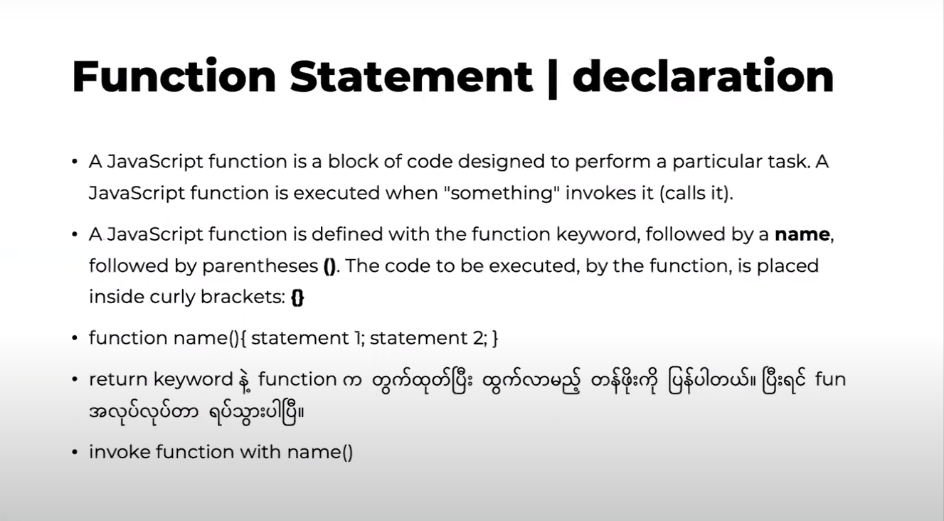 Function Statement | declaration
• A JavaScript function is a block of code designed to perform a particular task. A
JavaScript function is executed when "something" invokes it (calls it).
• A JavaScript function is defined with the function keyword, followed by a name,
followed by parentheses (). The code to be executed, by the function, is placed
inside curly brackets: {}
• function name(){ statement 1; statement 2; }
• return keyword နဲ့ function က တွက်ထုတ်ပြီး ထွက်လာမည့် တန်ဖိုးကို ပြန်ပါတယ်။ ပြီးရင် fun
အလုပ်လုပ်တာ ရပ်သွားပါပြီ။
• invoke function with name()